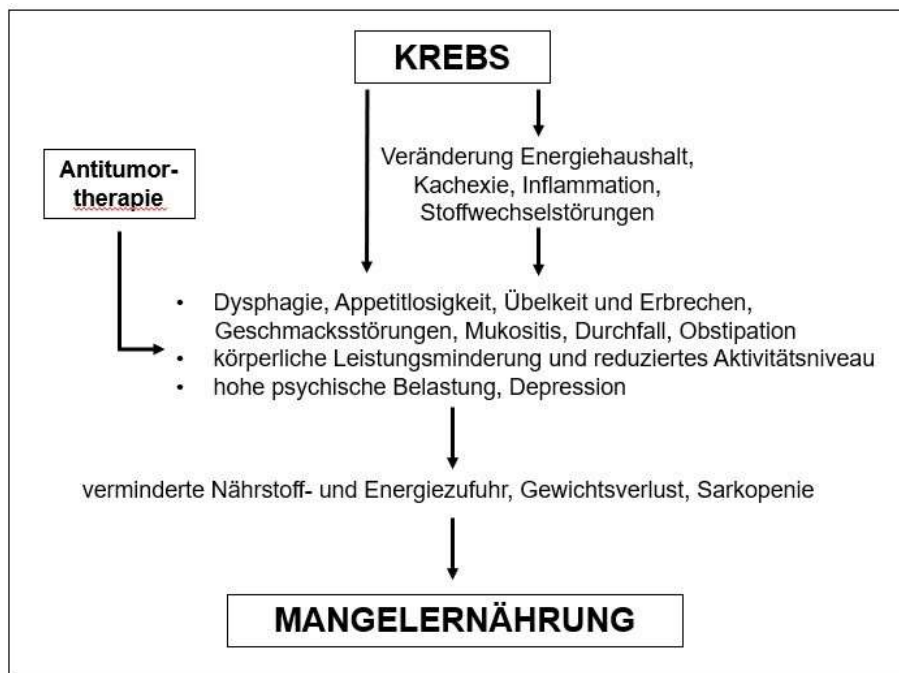 KREBS
Veränderung Energiehaushalt,
Kachexie, Inflammation,
Stoffwechselstörungen
Antitumor-
therapie
• Dysphagie, Appetitlosigkeit, Übelkeit und Erbrechen,
Geschmacksstörungen, Mukositis, Durchfall, Obstipation
• körperliche Leistungsminderung und reduziertes Aktivitätsniveau
• hohe psychische Belastung, Depression
verminderte Nährstoff- und Energiezufuhr, Gewichtsverlust, Sarkopenie
MANGELERNÄHRUNG